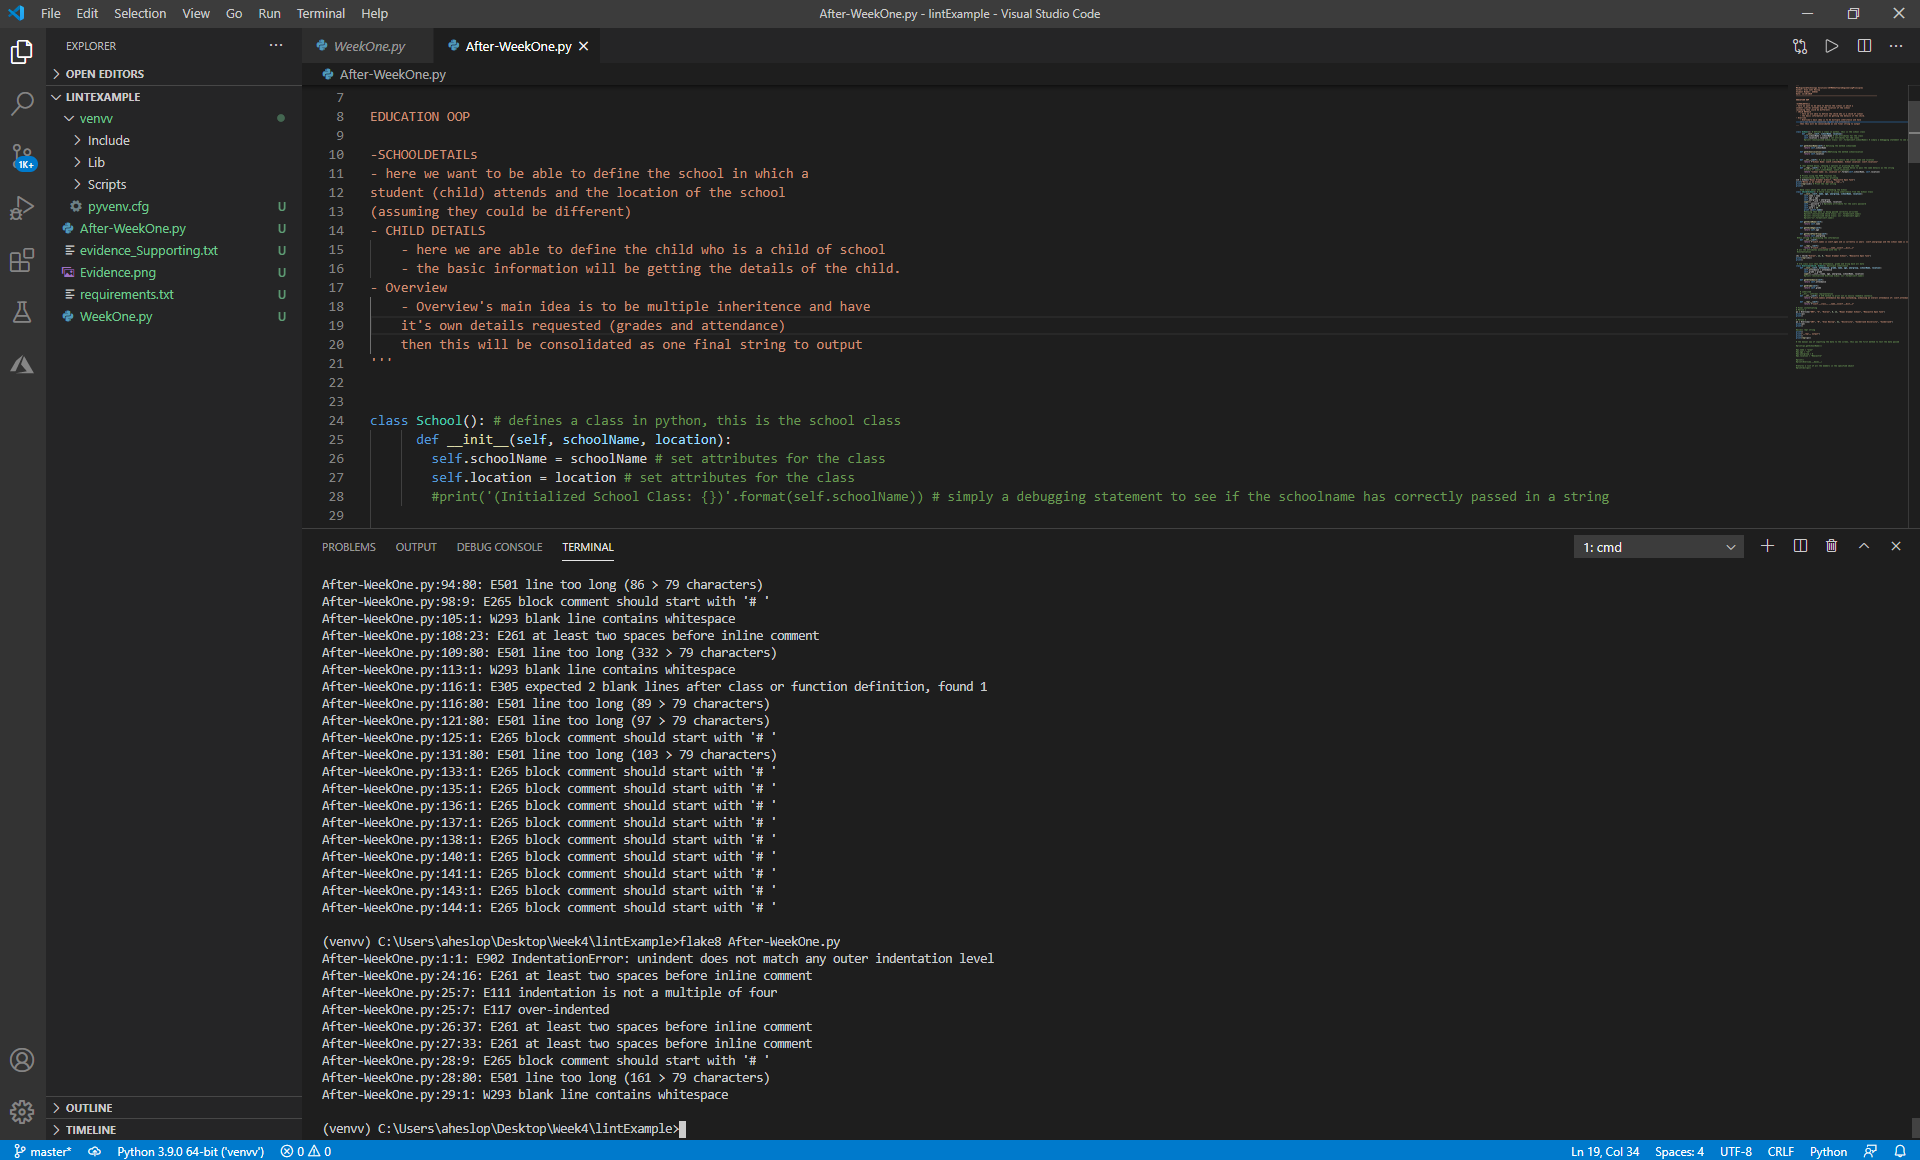 File Edit Selection View Go Run Terminal Help
After-WeekOne.py - lintExample - Visual Studio Code
EXPLORER
OPEN EDITORS
LINTEXAMPLE
venvv
Include
Lib
Scripts
pyvenv.cfg U
After-WeekOne.py U
evidence_Supporting.txt U
Evidence.png U
requirements.txt U
WeekOne.py U
OUTLINE
TIMELINE
1K+
WeekOne.py After-WeekOne.py
After-WeekOne.py
7
8 EDUCATION OOP
9
10 -SCHOOLDETAILs
11 - here we want to be able to define the school in which a
12 student (child) attends and the location of the school
13 (assuming they could be different)
14 - CHILD DETAILS
15 - here we are able to define the child who is a child of school
16 - the basic information will be getting the details of the child.
17 - Overview
18 - Overview's main idea is to be multiple inheritence and have
19 it's own details requested (grades and attendance)
20 then this will be consolidated as one final string to output
21 '''
22
23
24 class School(): # defines a class in python, this is the school class
25 def __init__(self, schoolName, location):
26 self.schoolName = schoolName # set attributes for the class
27 self.location = location # set attributes for the class
28 #print('(Initialized School Class: {})'.format(self.schoolName)) # simply a debugging statement to see if the schoolname has correctly passed in a string
29
PROBLEMS OUTPUT DEBUG CONSOLE TERMINAL
1: cmd
After-WeekOne.py:94:80: E501 line too long (86 > 79 characters)
After-WeekOne.py:98:9: E265 block comment should start with '# '
After-WeekOne.py:105:1: W293 blank line contains whitespace
After-WeekOne.py:108:23: E261 at least two spaces before inline comment
After-WeekOne.py:109:80: E501 line too long (332 > 79 characters)
After-WeekOne.py:113:1: W293 blank line contains whitespace
After-WeekOne.py:116:1: E305 expected 2 blank lines after class or function definition, found 1
After-WeekOne.py:116:80: E501 line too long (89 > 79 characters)
After-WeekOne.py:121:80: E501 line too long (97 > 79 characters)
After-WeekOne.py:125:1: E265 block comment should start with '# '
After-WeekOne.py:131:80: E501 line too long (103 > 79 characters)
After-WeekOne.py:133:1: E265 block comment should start with '# '
After-WeekOne.py:135:1: E265 block comment should start with '# '
After-WeekOne.py:136:1: E265 block comment should start with '# '
After-WeekOne.py:137:1: E265 block comment should start with '# '
After-WeekOne.py:138:1: E265 block comment should start with '# '
After-WeekOne.py:140:1: E265 block comment should start with '# '
After-WeekOne.py:141:1: E265 block comment should start with '# '
After-WeekOne.py:143:1: E265 block comment should start with '# '
After-WeekOne.py:144:1: E265 block comment should start with '# '
(venvv) C:\Users\aheslop\Desktop\Week4\lintExample>flake8 After-WeekOne.py
After-WeekOne.py:1:1: E902 IndentationError: unindent does not match any outer indentation level
After-WeekOne.py:24:16: E261 at least two spaces before inline comment
After-WeekOne.py:25:7: E111 indentation is not a multiple of four
After-WeekOne.py:25:7: E117 over-indented
After-WeekOne.py:26:37: E261 at least two spaces before inline comment
After-WeekOne.py:27:33: E261 at least two spaces before inline comment
After-WeekOne.py:28:9: E265 block comment should start with '# '
After-WeekOne.py:28:80: E501 line too long (161 > 79 characters)
After-WeekOne.py:29:1: W293 blank line contains whitespace
(venvv) C:\Users\aheslop\Desktop\Week4\lintExample>
master* Python 3.9.0 64-bit ('venvv') 0 0 Ln 19, Col 34 Spaces: 4 UTF-8 CRLF Python